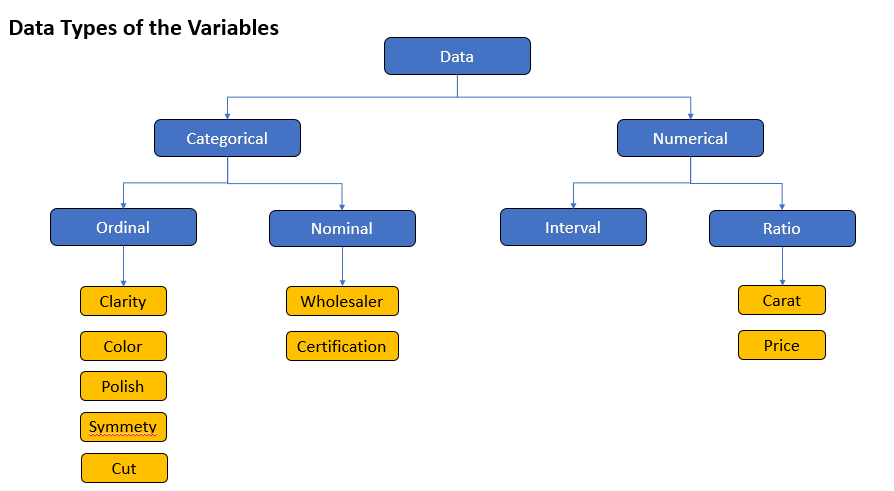 Data Types of the Variables
Data
Categorical
Numerical
Ordinal
Nominal
Interval
Ratio
Clarity
Wholesaler
Carat
Color
Certification
Price
Polish
Symmety
Cut